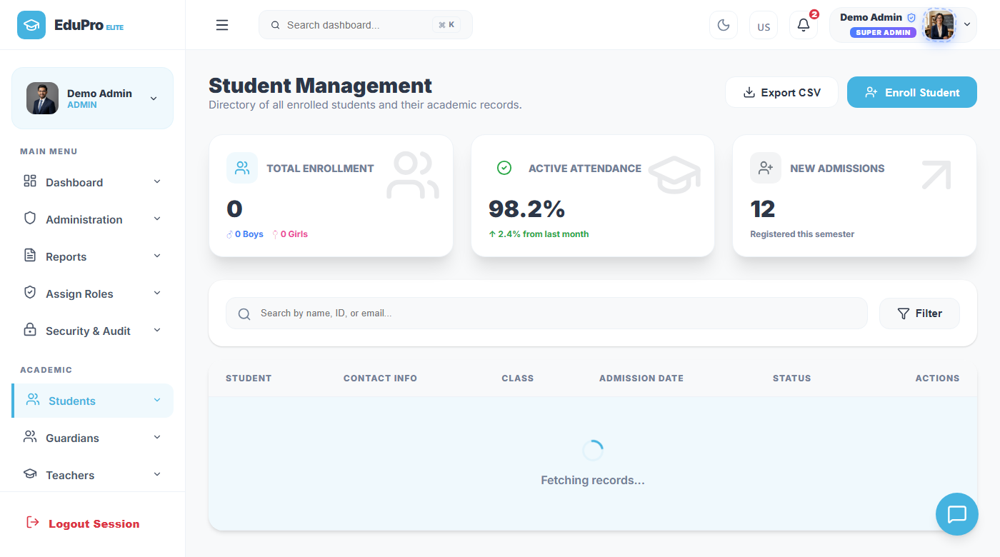 EduPro ELITE
Search dashboard...
⌘ K
US
2
Demo Admin
SUPER ADMIN
Demo Admin
ADMIN
MAIN MENU
Dashboard
Administration
Reports
Assign Roles
Security & Audit
ACADEMIC
Students
Guardians
Teachers
Logout Session
Student Management
Directory of all enrolled students and their academic records.
Export CSV
Enroll Student
TOTAL ENROLLMENT
0
♂ 0 Boys ♀ 0 Girls
ACTIVE ATTENDANCE
98.2%
↑ 2.4% from last month
NEW ADMISSIONS
12
Registered this semester
Search by name, ID, or email...
Filter
STUDENT CONTACT INFO CLASS ADMISSION DATE STATUS ACTIONS
Fetching records...